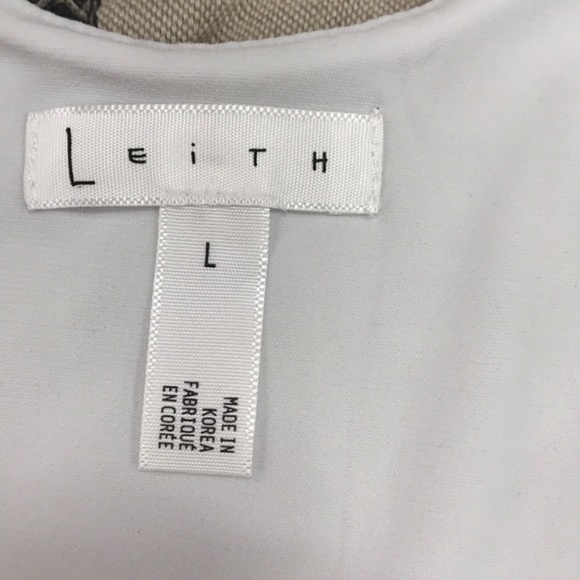 LEiTH
L
MADE IN
KOREA
FABRIQUÉ
EN CORÉE